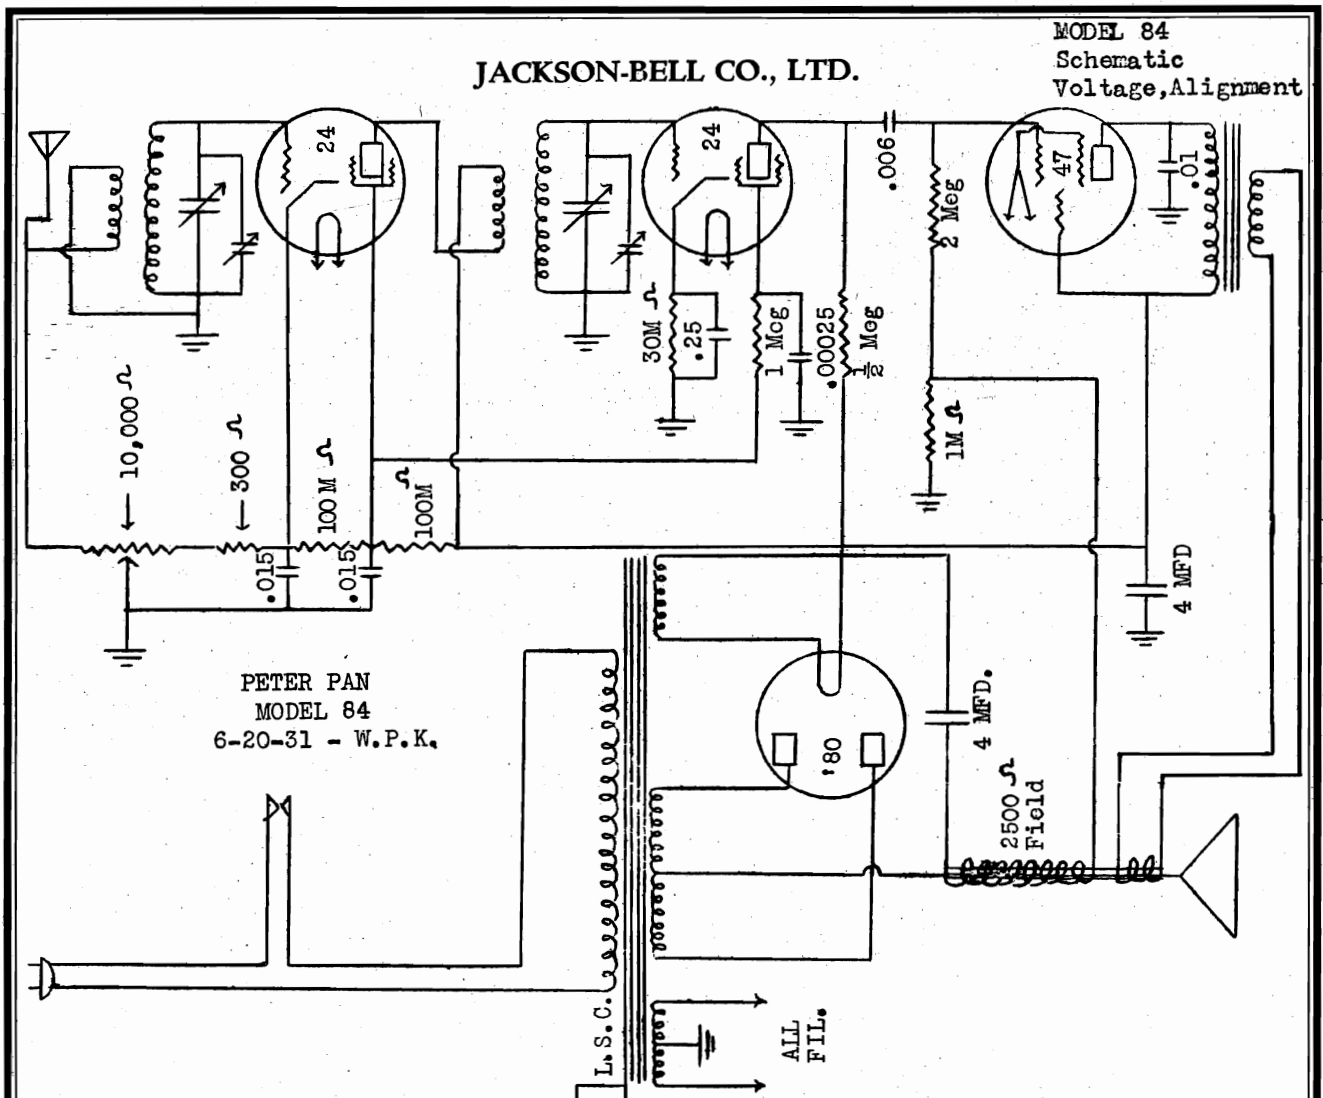 MODEL 84
Schematic
Voltage,Alignment
JACKSON-BELL CO., LTD.
24
24
47
.006
2 Meg
.01
10,000 Ω
300 Ω
100M Ω
Ω
100M
30M Ω
.25
1 Meg
.00025
½ Meg
1M Ω
.015
.015
4 MFD
PETER PAN
MODEL 84
6-20-31 - W.P.K.
'80
4 MFD.
2500 Ω
Field
L.S.C.
ALL
FIL.